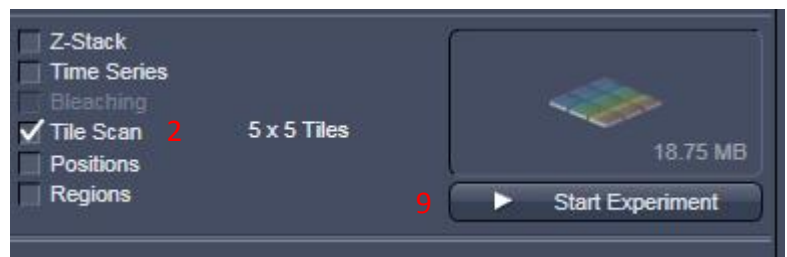 Z-Stack
Time Series
Bleaching
Tile Scan 2 5 x 5 Tiles
Positions
Regions
18.75 MB
9 Start Experiment